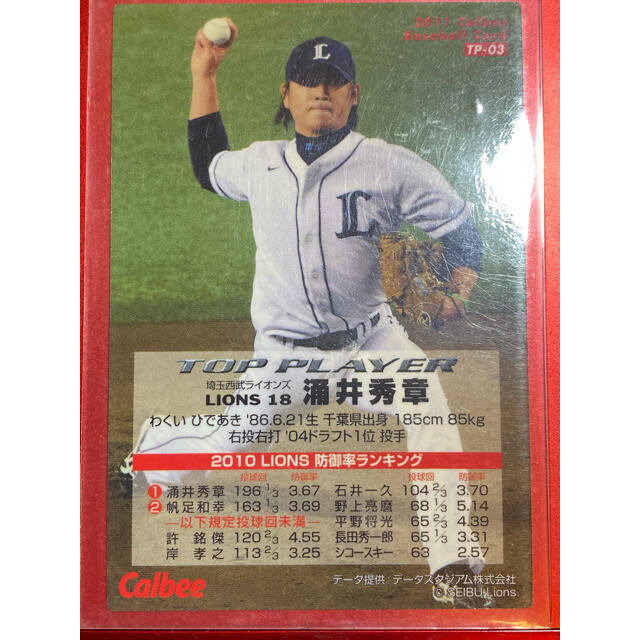 2011 Calbee
Baseball Card
TP-03
L
L
TOP PLAYER
埼玉西武ライオンズ
LIONS 18 涌井秀章
わくい ひであき '86.6.21生 千葉県出身 185cm 85kg
右投右打 '04ドラフト1位 投手
2010 LIONS 防御率ランキング
投球回 防御率 投球回 防御率
1 涌井秀章 196 1/3 3.67 石井一久 104 2/3 3.70
2 帆足和幸 163 1/3 3.69 野上亮磨 68 1/3 5.14
―以下規定投球回未満― 平野将光 65 2/3 4.39
許 銘傑 120 2/3 4.55 長田秀一郎 65 1/3 3.31
岸 孝之 113 2/3 3.25 シコースキー 63 2.57
Calbee
データ提供：データスタジアム株式会社
© SEIBU Lions